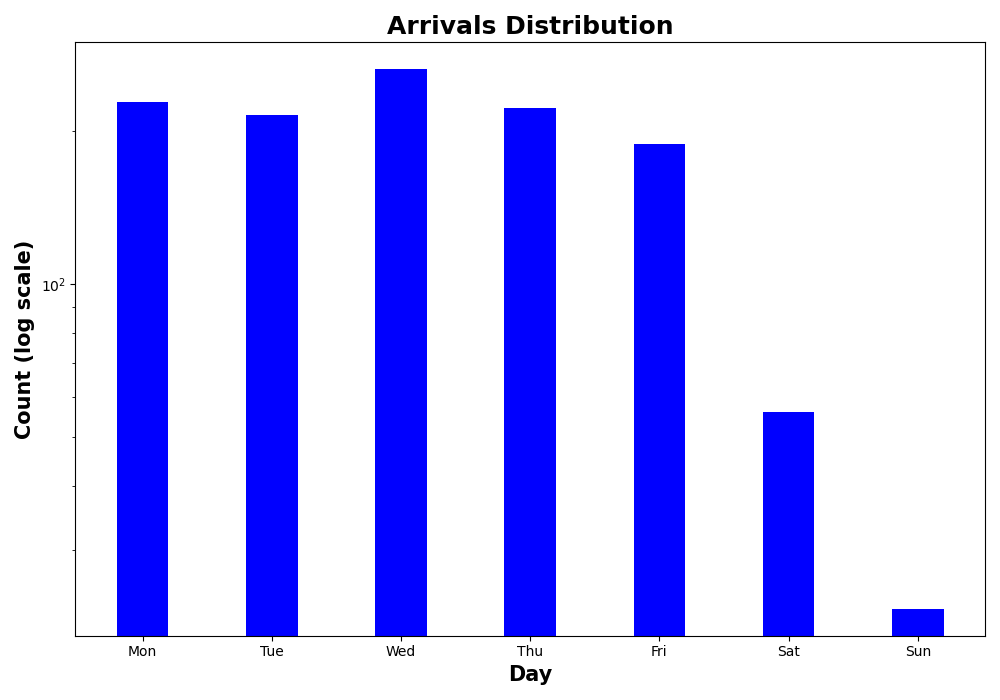 Arrivals Distribution
Count (log scale)
10²
Mon Tue Wed Thu Fri Sat Sun
Day